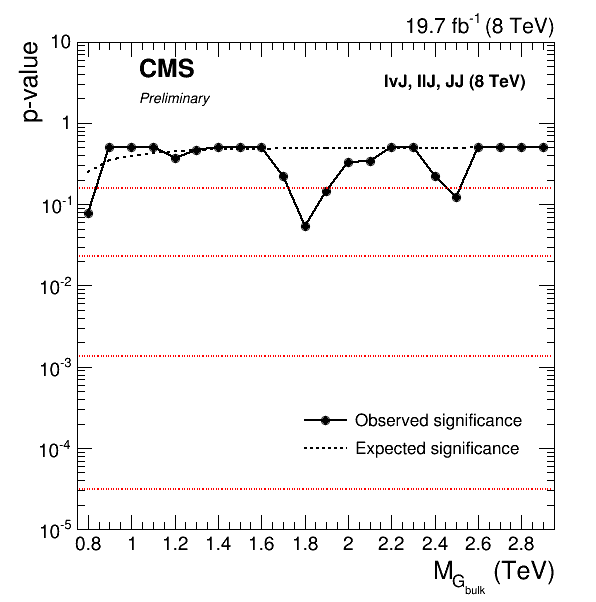 19.7 fb-1 (8 TeV)
10
p-value
CMS
Preliminary
lvJ, llJ, JJ (8 TeV)
1
10-1
10-2
10-3
Observed significance
10-4
Expected significance
10-5
0.8 1 1.2 1.4 1.6 1.8 2 2.2 2.4 2.6 2.8
MGbulk (TeV)